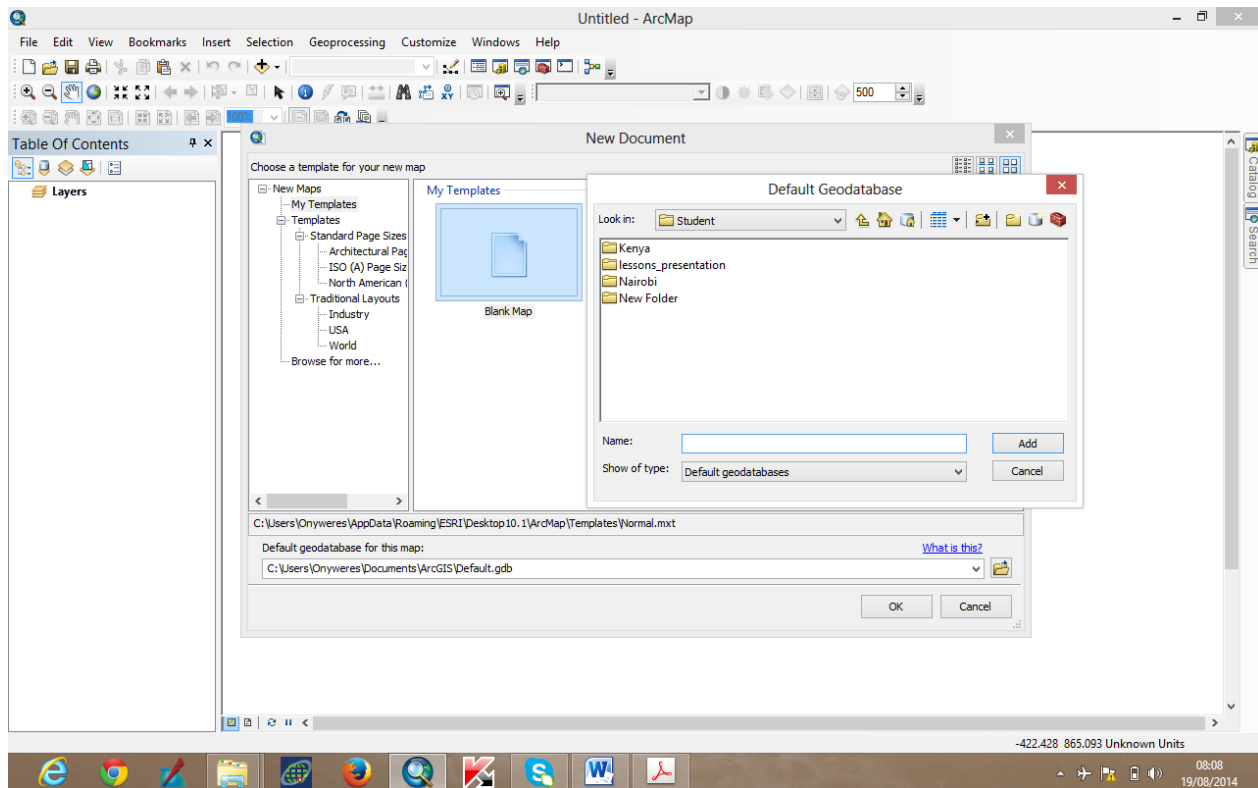 Untitled - ArcMap
File Edit View Bookmarks Insert Selection Geoprocessing Customize Windows Help
500
100%
Table Of Contents
Layers
New Document
Choose a template for your new map
New Maps
My Templates
Templates
Standard Page Sizes
Architectural Pag
ISO (A) Page Siz
North American (
Traditional Layouts
Industry
USA
World
Browse for more...
My Templates
Blank Map
Default Geodatabase
Look in: Student
Kenya
lessons_presentation
Nairobi
New Folder
Name:
Add
Show of type: Default geodatabases
Cancel
C:\Users\Onyweres\AppData\Roaming\ESRI\Desktop10.1\ArcMap\Templates\Normal.mxt
Default geodatabase for this map:
What is this?
C:\Users\Onyweres\Documents\ArcGIS\Default.gdb
OK Cancel
Catalog
Search
-422.428 865.093 Unknown Units
08:08
19/08/2014